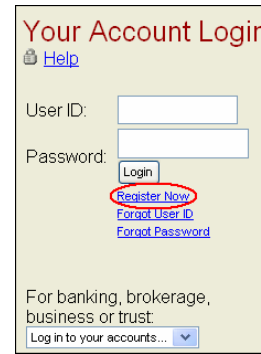 Your Account Login
Help
User ID:
Password:
Login
Register Now
Forgot User ID
Forgot Password
For banking, brokerage,
business or trust:
Log in to your accounts...